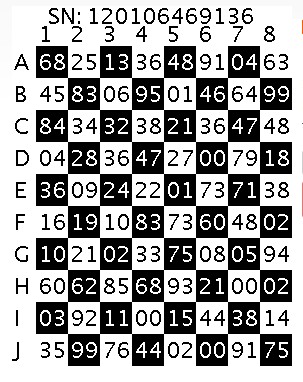 SN: 120106469136
1 2 3 4 5 6 7 8
A 68 25 13 36 48 91 04 63
B 45 83 06 95 01 46 64 99
C 84 34 32 38 21 36 47 48
D 04 28 36 47 27 00 79 18
E 36 09 24 22 01 73 71 38
F 16 19 10 83 73 60 48 02
G 10 21 02 33 75 08 05 94
H 60 62 85 68 93 21 00 02
I 03 92 11 00 15 44 38 14
J 35 99 76 44 02 00 91 75